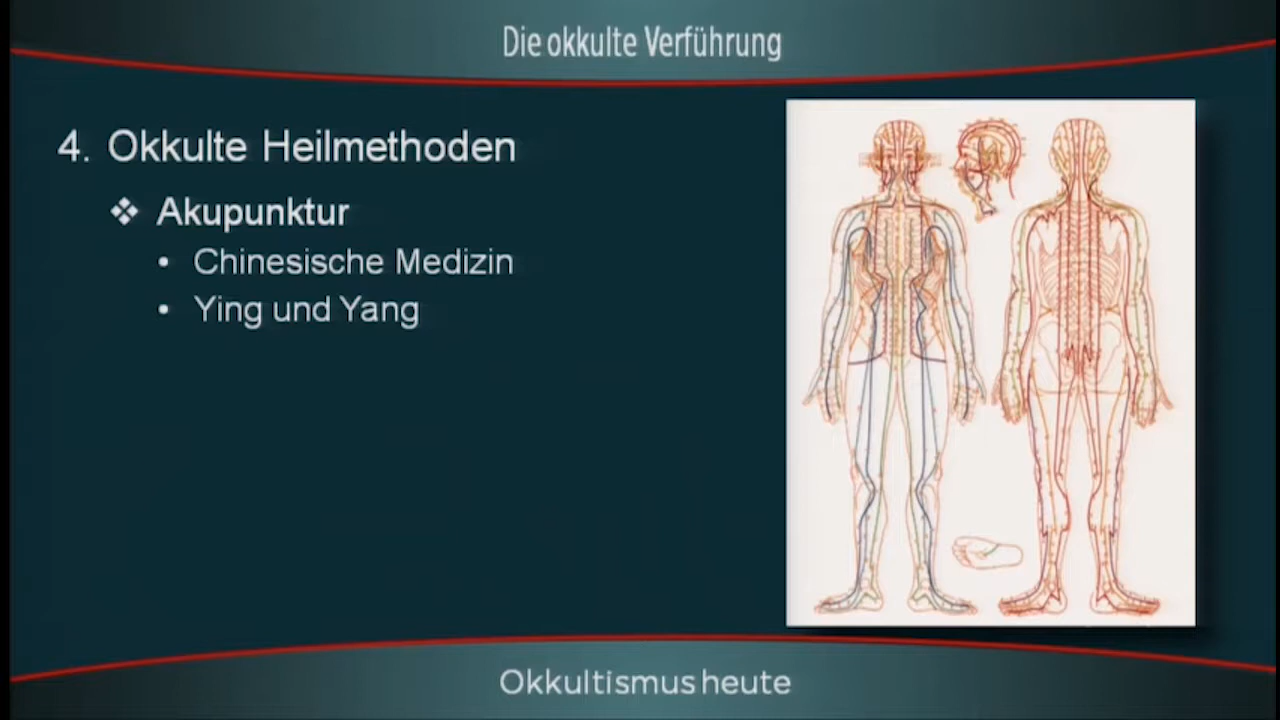 Die okkulte Verführung
4. Okkulte Heilmethoden
❖ Akupunktur
• Chinesische Medizin
• Ying und Yang
Okkultismus heute